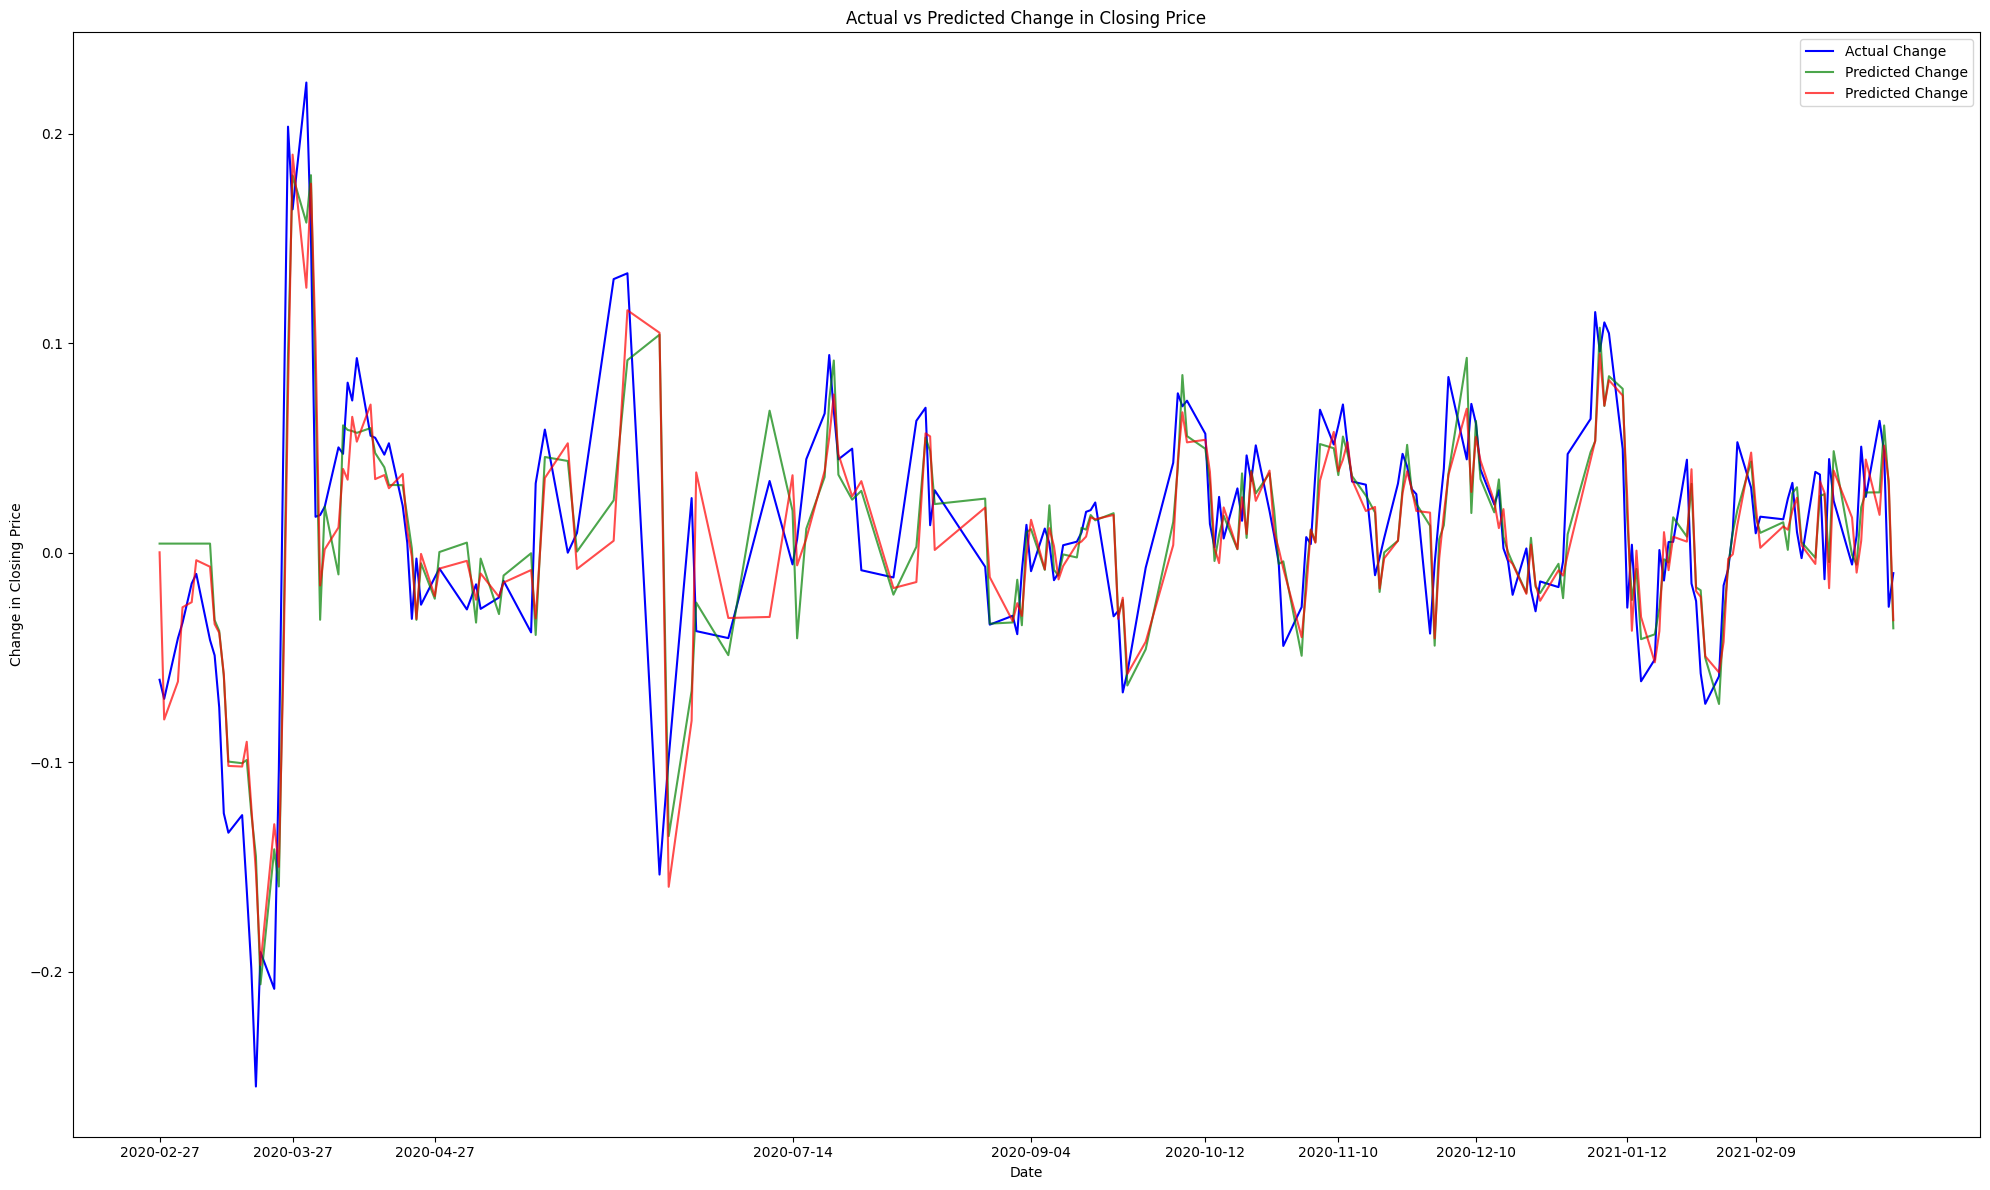 Actual vs Predicted Change in Closing Price
Actual Change
Predicted Change
Predicted Change
Change in Closing Price
0.2
0.1
0.0
−0.1
−0.2
2020-02-27 2020-03-27 2020-04-27 2020-07-14 2020-09-04 2020-10-12 2020-11-10 2020-12-10 2021-01-12 2021-02-09
Date